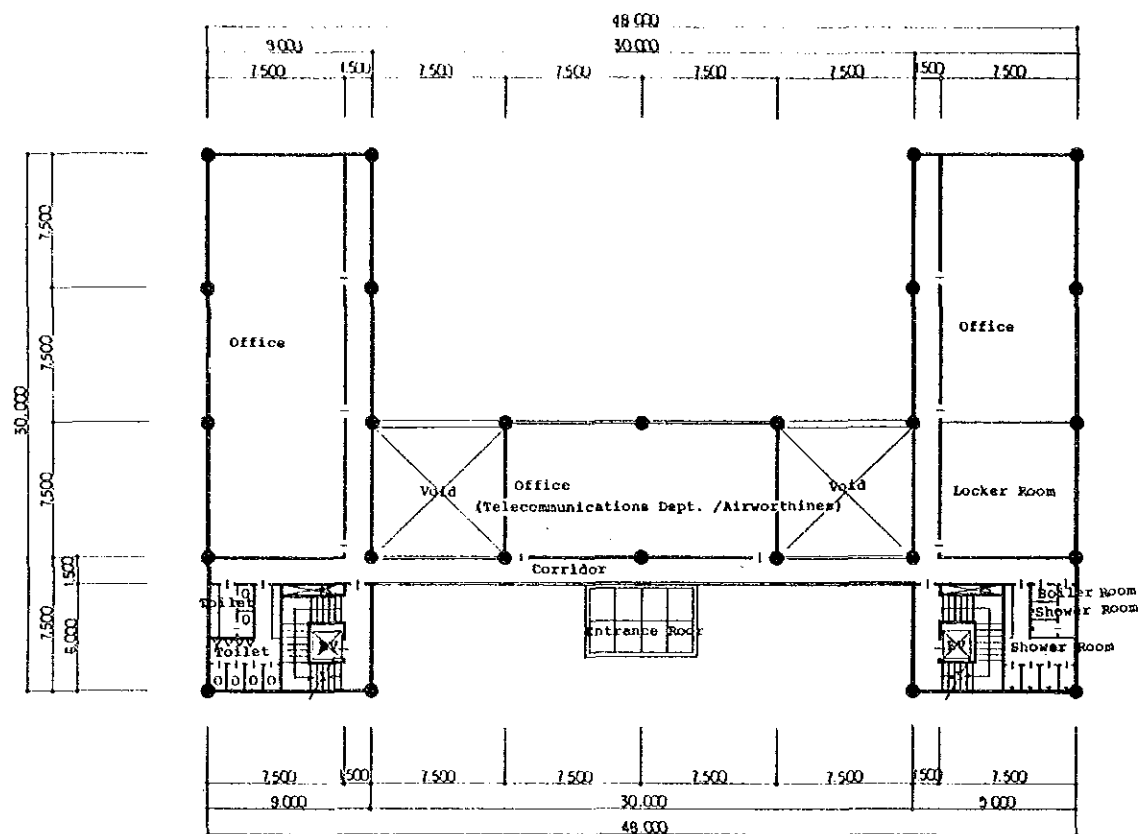 48.000
9.000 30.000
7.500 1.500 7.500 7.500 7.500 7.500 1.500 7.500
30.000
7.500
7.500
7.500
7.500
1.500
6,000
Office
Office
Void
Office
(Telecommunications Dept. /Airworthines)
Void
Locker Room
Corridor
Toilet
Toilet
EV
Entrance Roor
EV
Boiler Room
Shower Room
Shower Room
7.500 1.500 7.500 7.500 7.500 7.500 1.500 7.500
9.000 30.000 9.000
48.000